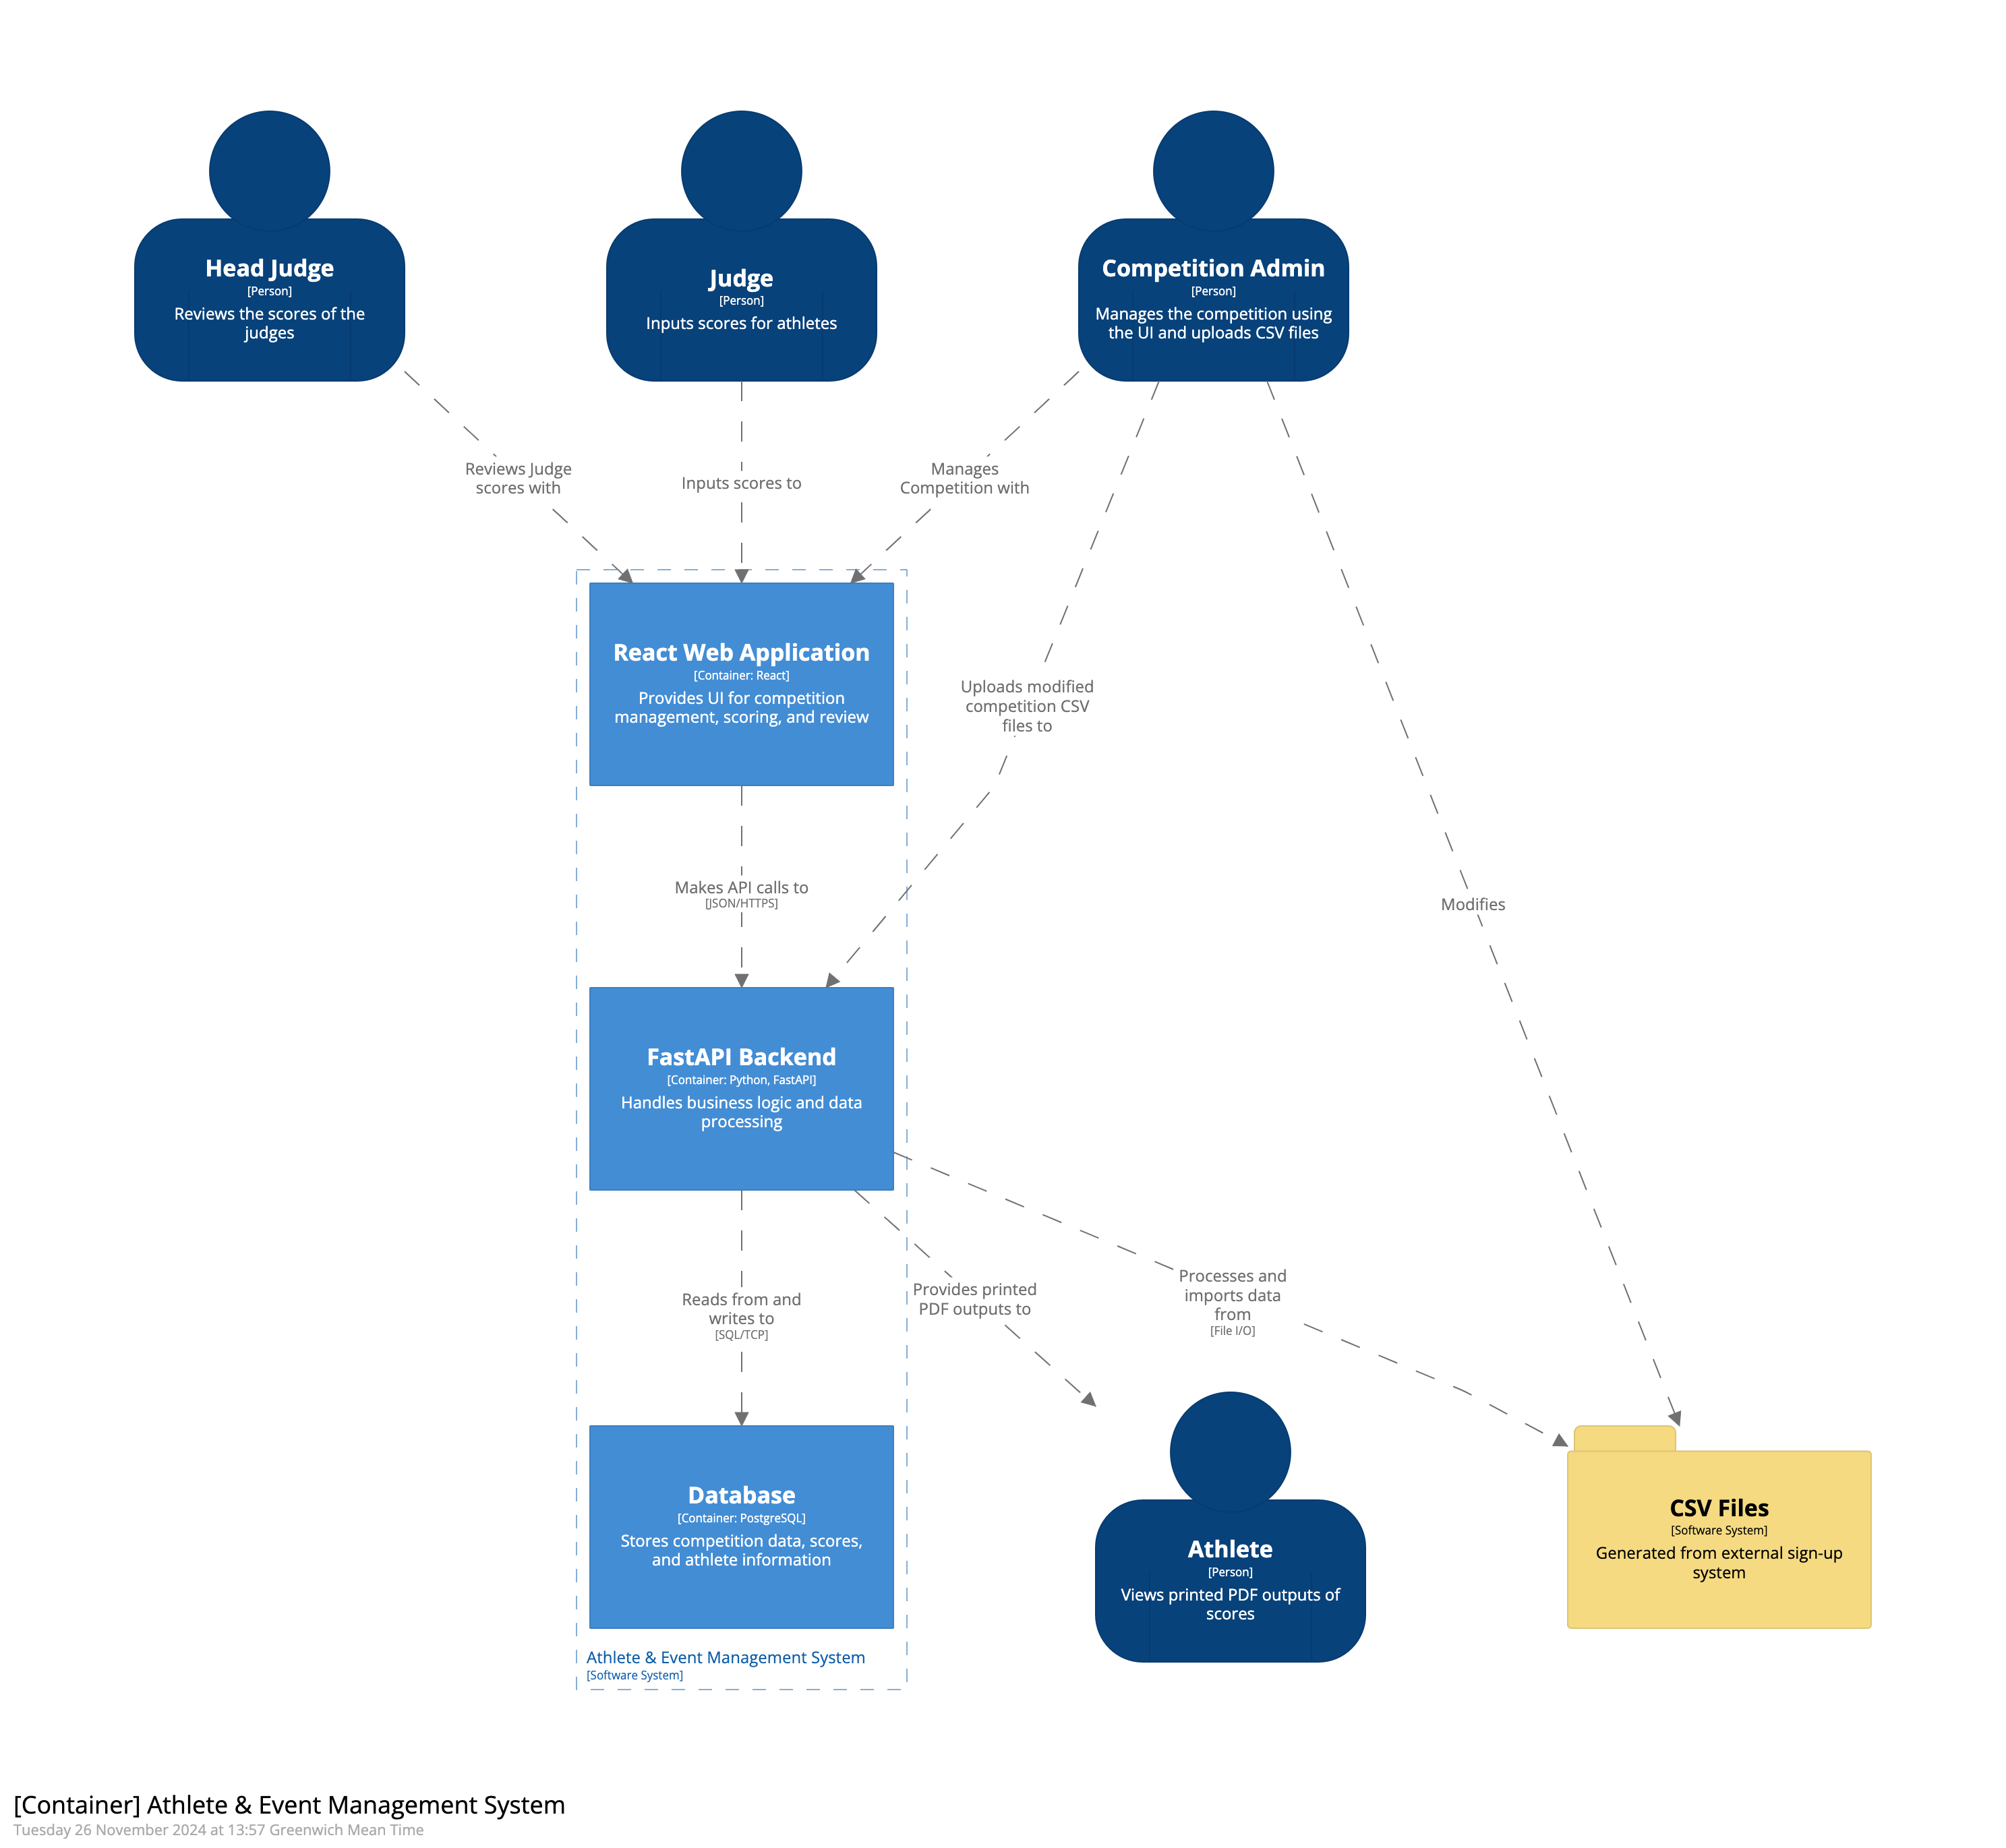 Head Judge
[Person]
Reviews the scores of the
judges
Judge
[Person]
Inputs scores for athletes
Competition Admin
[Person]
Manages the competition using
the UI and uploads CSV files
Reviews Judge
scores with
Inputs scores to
Manages
Competition with
React Web Application
[Container: React]
Provides UI for competition
management, scoring, and review
Uploads modified
competition CSV
files to
Makes API calls to
[JSON/HTTPS]
Modifies
FastAPI Backend
[Container: Python, FastAPI]
Handles business logic and data
processing
Reads from and
writes to
[SQL/TCP]
Provides printed
PDF outputs to
Processes and
imports data
from
[File I/O]
Database
[Container: PostgreSQL]
Stores competition data, scores,
and athlete information
Athlete
[Person]
Views printed PDF outputs of
scores
CSV Files
[Software System]
Generated from external sign-up
system
Athlete & Event Management System
[Software System]
[Container] Athlete & Event Management System
Tuesday 26 November 2024 at 13:57 Greenwich Mean Time